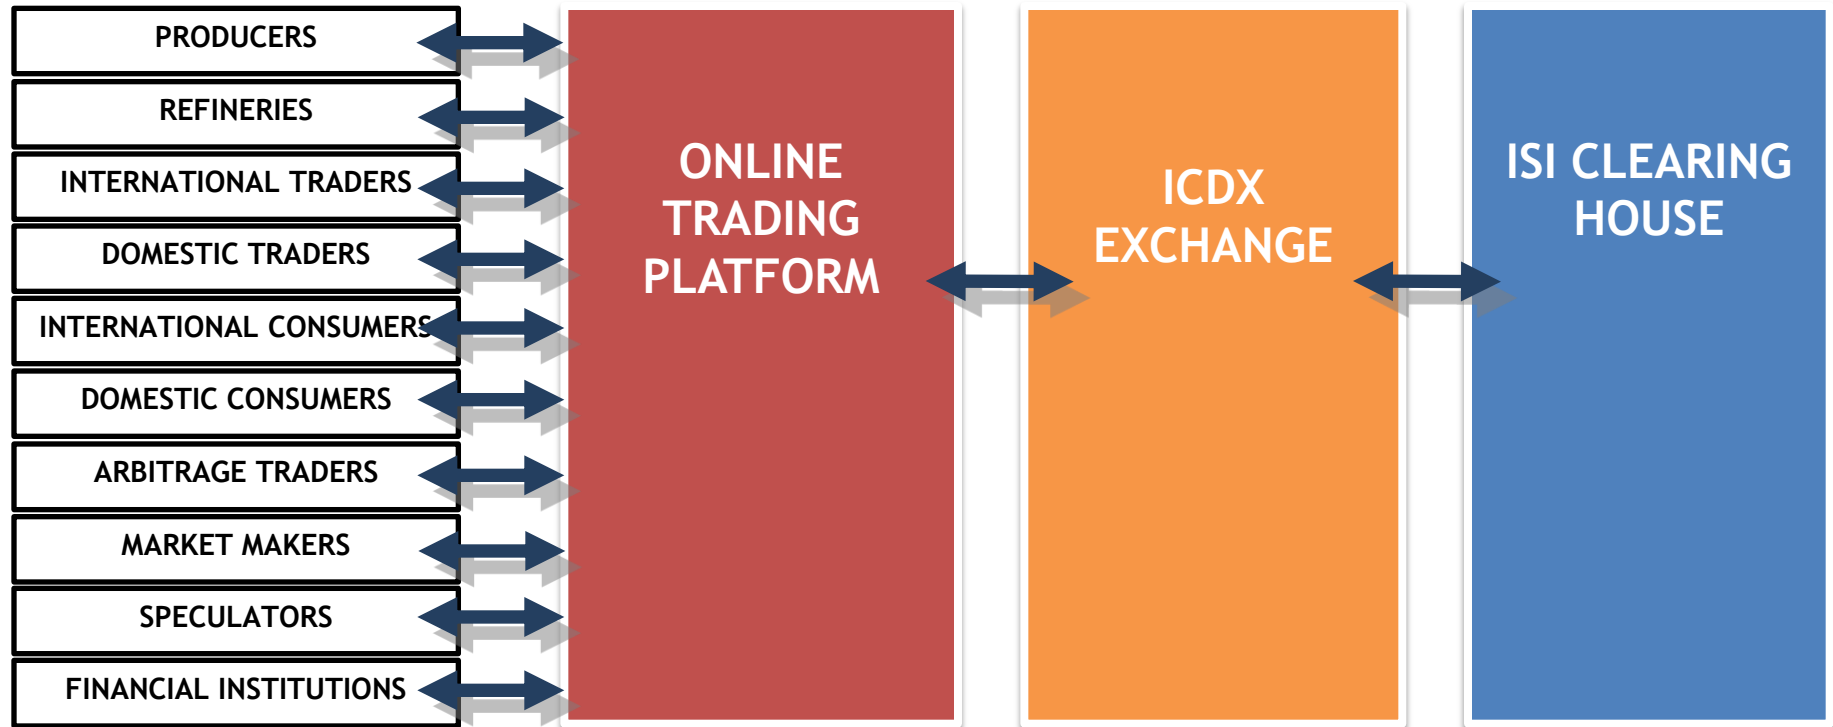 PRODUCERS
REFINERIES
INTERNATIONAL TRADERS
DOMESTIC TRADERS
INTERNATIONAL CONSUMERS
DOMESTIC CONSUMERS
ARBITRAGE TRADERS
MARKET MAKERS
SPECULATORS
FINANCIAL INSTITUTIONS
ONLINE
TRADING
PLATFORM
ICDX
EXCHANGE
ISI CLEARING
HOUSE